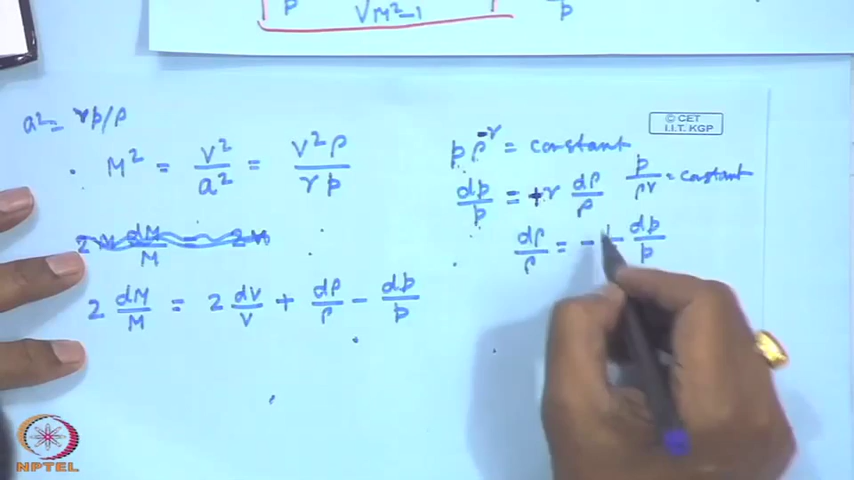 p √M²-1 p
a² = γp/ρ
© CET
I.I.T. KGP
M² = V²/a² = V²ρ/γp
pρ^-γ = constant
dp/p = +γ dρ/ρ
p/ρ^γ = constant
dρ/ρ = - 1 dp/p
2 dM/M = 2 dV/V + dρ/ρ - dp/p
NPTEL